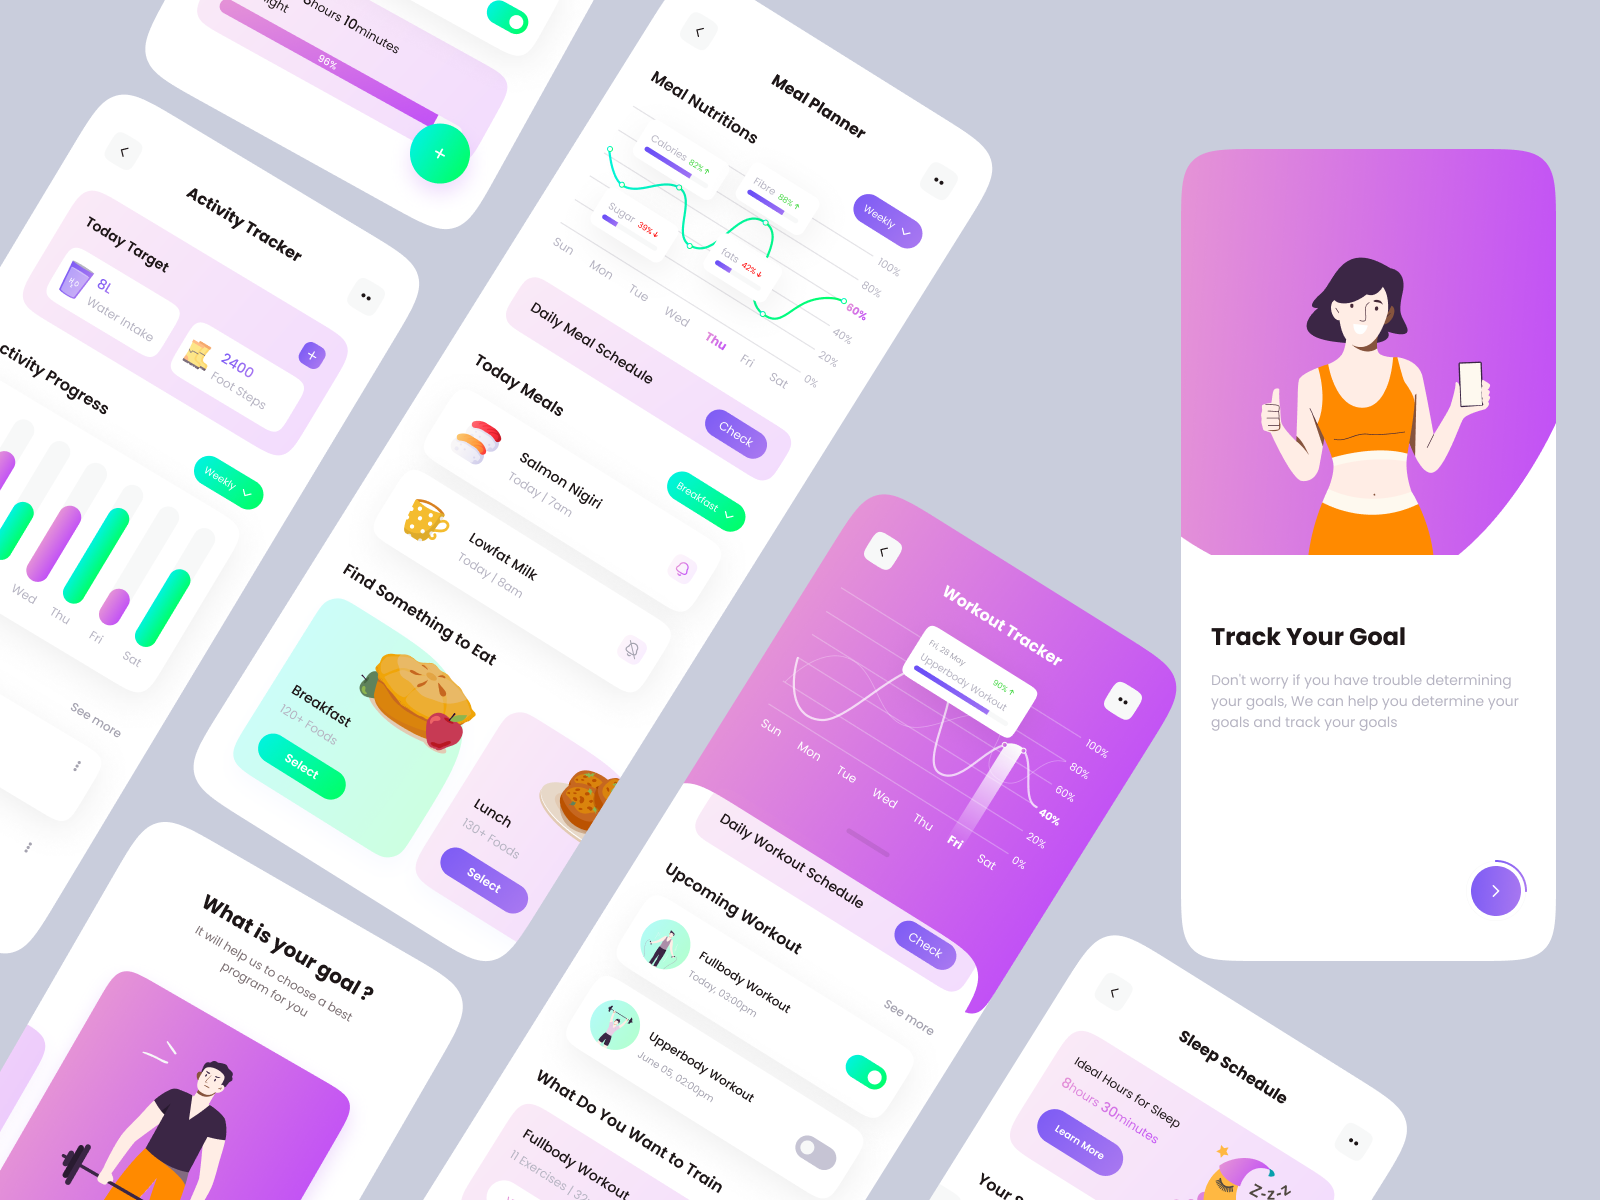 8hours 10minutes
96%
Activity Tracker
Today Target
8L
Water Intake
2400
Foot Steps
Weekly
Wed
Thu
Fri
Sat
See more
What is your goal ?
It will help us to choose a best
program for you
Meal Planner
Meal Nutritions
Weekly
Calories 82%↑
Fibre 88%↑
Sugar 39%↓
fats 42%↓
100%
80%
60%
40%
20%
0%
Sun
Mon
Tue
Wed
Thu
Fri
Sat
Daily Meal Schedule
Check
Today Meals
Breakfast
Salmon Nigiri
Today | 7am
Lowfat Milk
Today | 8am
Find Something to Eat
Breakfast
120+ Foods
Select
Lunch
130+ Foods
Select
Workout Tracker
Fri, 28 May
90%↑
Upperbody Workout
100%
80%
60%
40%
20%
0%
Sun
Mon
Tue
Wed
Thu
Fri
Sat
Daily Workout Schedule
Check
Upcoming Workout
See more
Fullbody Workout
Today, 03:00pm
Upperbody Workout
June 05, 02:00pm
What Do You Want to Train
Fullbody Workout
11 Exercises | 32
Track Your Goal
Don't worry if you have trouble determining
your goals, We can help you determine your
goals and track your goals
Sleep Schedule
Ideal Hours for Sleep
8hours 30minutes
Learn More
Z-z-z
Your